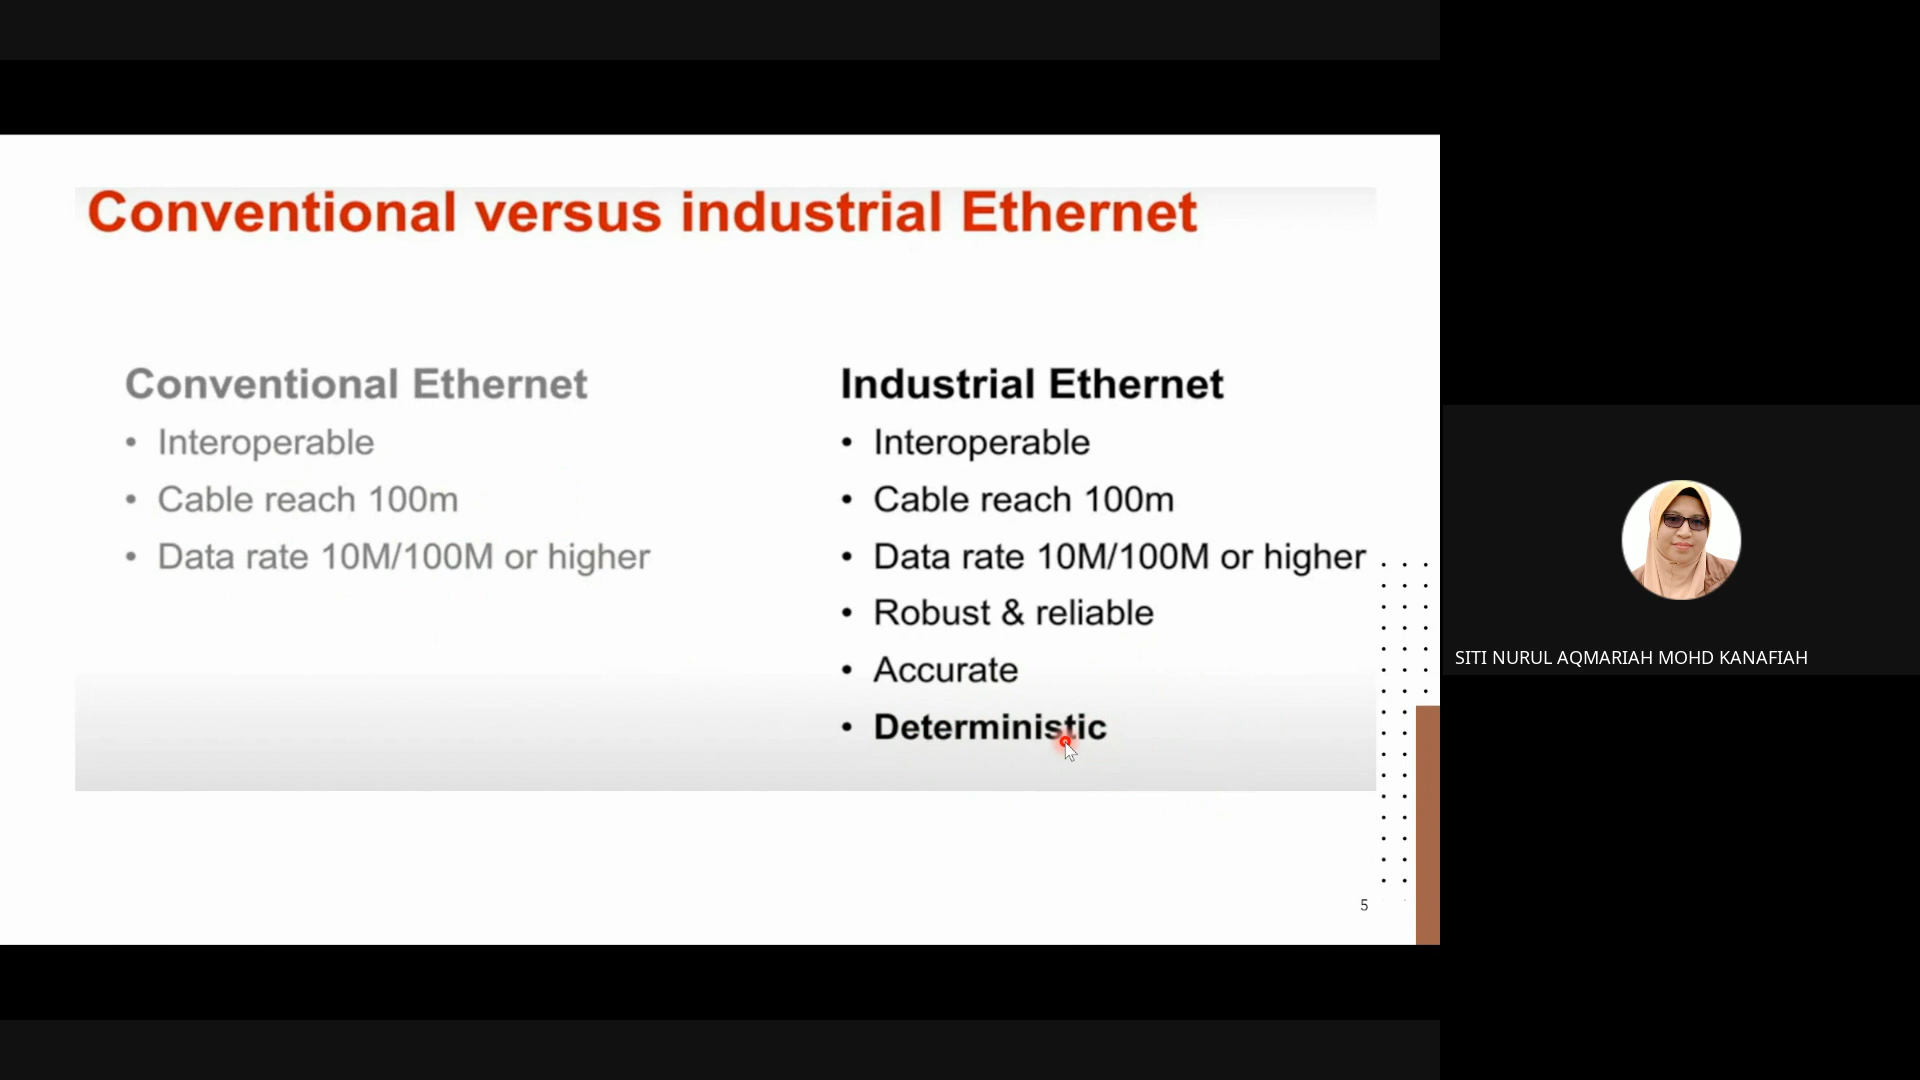 Conventional versus industrial Ethernet
Conventional Ethernet
• Interoperable
• Cable reach 100m
• Data rate 10M/100M or higher
Industrial Ethernet
• Interoperable
• Cable reach 100m
• Data rate 10M/100M or higher
• Robust & reliable
• Accurate
• Deterministic
5
SITI NURUL AQMARIAH MOHD KANAFIAH